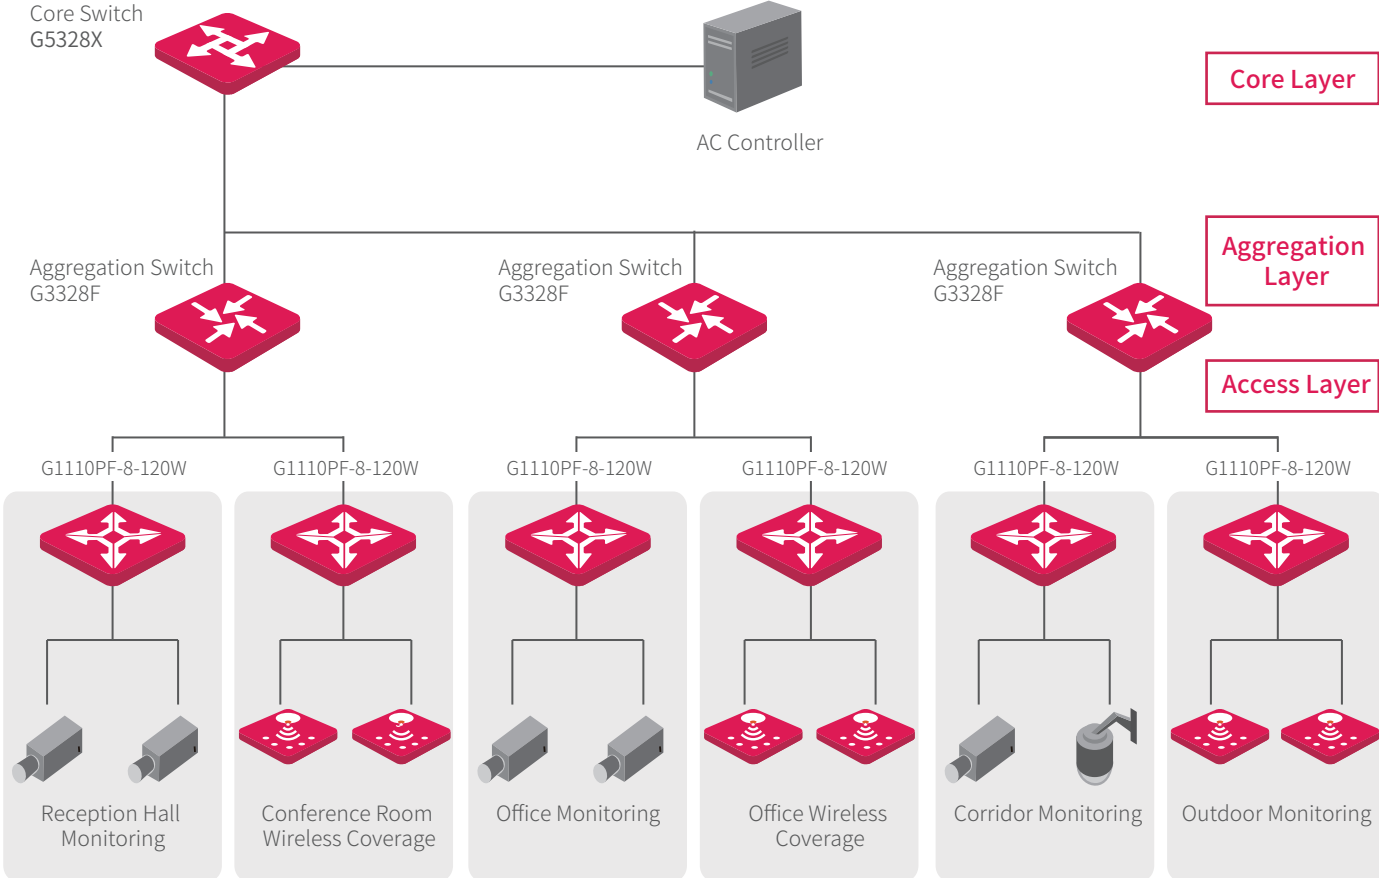 Core Switch
G5328X
AC Controller
Core Layer
Aggregation Switch
G3328F
Aggregation Switch
G3328F
Aggregation Switch
G3328F
Aggregation
Layer
Access Layer
G1110PF-8-120W
G1110PF-8-120W
G1110PF-8-120W
G1110PF-8-120W
G1110PF-8-120W
G1110PF-8-120W
Reception Hall
Monitoring
Conference Room
Wireless Coverage
Office Monitoring
Office Wireless
Coverage
Corridor Monitoring
Outdoor Monitoring